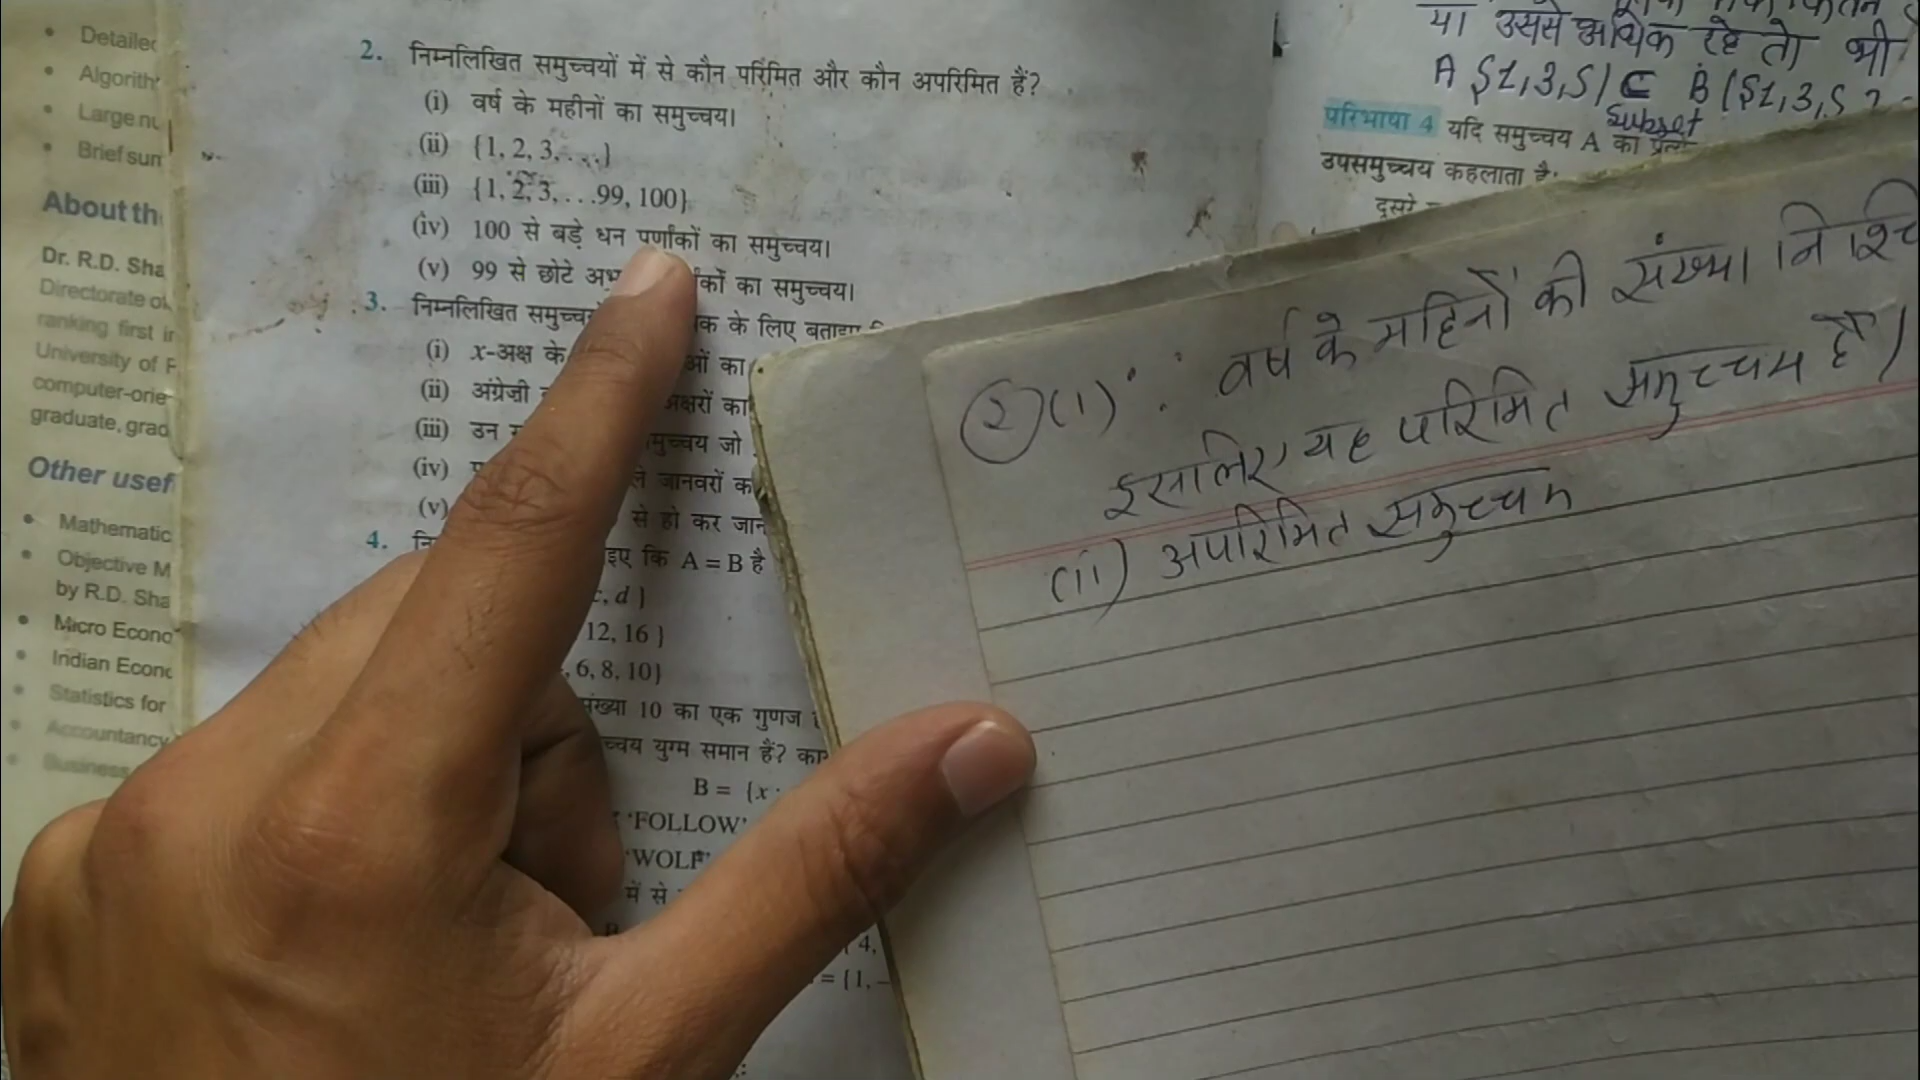 Detailed
Algorith
Large nu
Brief sum
About th
Dr. R.D. Sha
Directorate of
ranking first in
University of
computer-orie
graduate, grad
Other usef
Mathematic
Objective M
by R.D. Sha
Micro Econo
Indian Econo
Statistics for
Accountancy
Business
2. निम्नलिखित समुच्चयों में से कौन परिमित और कौन अपरिमित हैं?
(i) वर्ष के महीनों का समुच्चय।
(ii) {1, 2, 3, . . .}
(iii) {1, 2, 3, . . .99, 100}
(iv) 100 से बड़े धन पूर्णांकों का समुच्चय।
(v) 99 से छोटे अभ कों का समुच्चय।
3. निम्नलिखित समुच्च क के लिए बताइए
(i) x-अक्ष के ओं का
(ii) अंग्रेजी अक्षरों का
(iii) उन मुच्चय जो
(iv) ले जानवरों क
(v) से हो कर जान
4. नि इए कि A = B है
c, d }
12, 16 }
, 6, 8, 10}
संख्या 10 का एक गुणज
च्चय युग्म समान हैं? का
B = {x
'FOLLOW'
'WOLF'
में से
4,
= {1, –
या उससे अधिक रहे तो भी
A {1,3,5} ⊂ B {1,3,5
subset
परिभाषा 4 यदि समुच्चय A का प्रत्ये
उपसमुच्चय कहलाता है
दूसरे
(2) (i) ∵ वर्ष के महिनों की संख्या निश्चि
इसलिए यह परिमित समुच्चय है।
(ii) अपरिमित समुच्चय